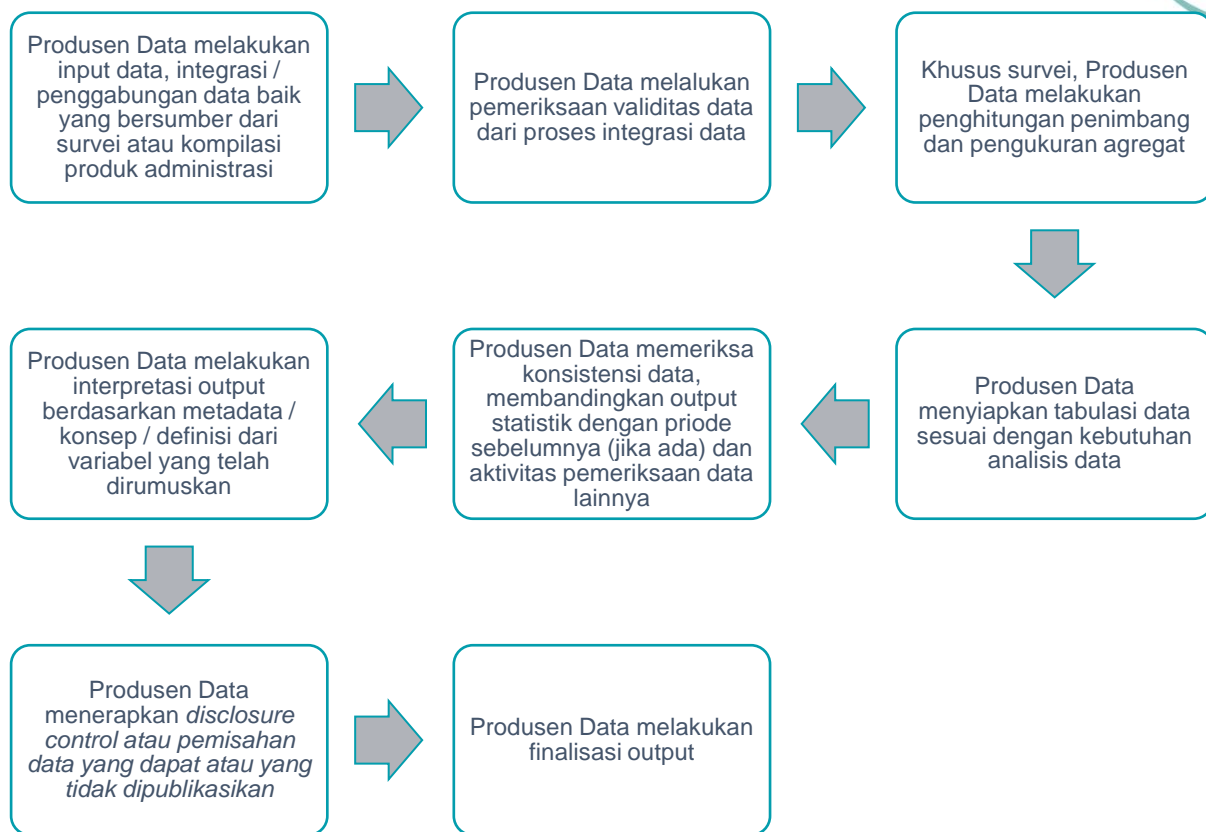 Produsen Data melakukan
input data, integrasi /
penggabungan data baik
yang bersumber dari
survei atau kompilasi
produk administrasi
Produsen Data melalukan
pemeriksaan validitas data
dari proses integrasi data
Khusus survei, Produsen
Data melakukan
penghitungan penimbang
dan pengukuran agregat
Produsen Data
menyiapkan tabulasi data
sesuai dengan kebutuhan
analisis data
Produsen Data memeriksa
konsistensi data,
membandingkan output
statistik dengan priode
sebelumnya (jika ada) dan
aktivitas pemeriksaan data
lainnya
Produsen Data melakukan
interpretasi output
berdasarkan metadata /
konsep / definisi dari
variabel yang telah
dirumuskan
Produsen Data
menerapkan disclosure
control atau pemisahan
data yang dapat atau yang
tidak dipublikasikan
Produsen Data melakukan
finalisasi output